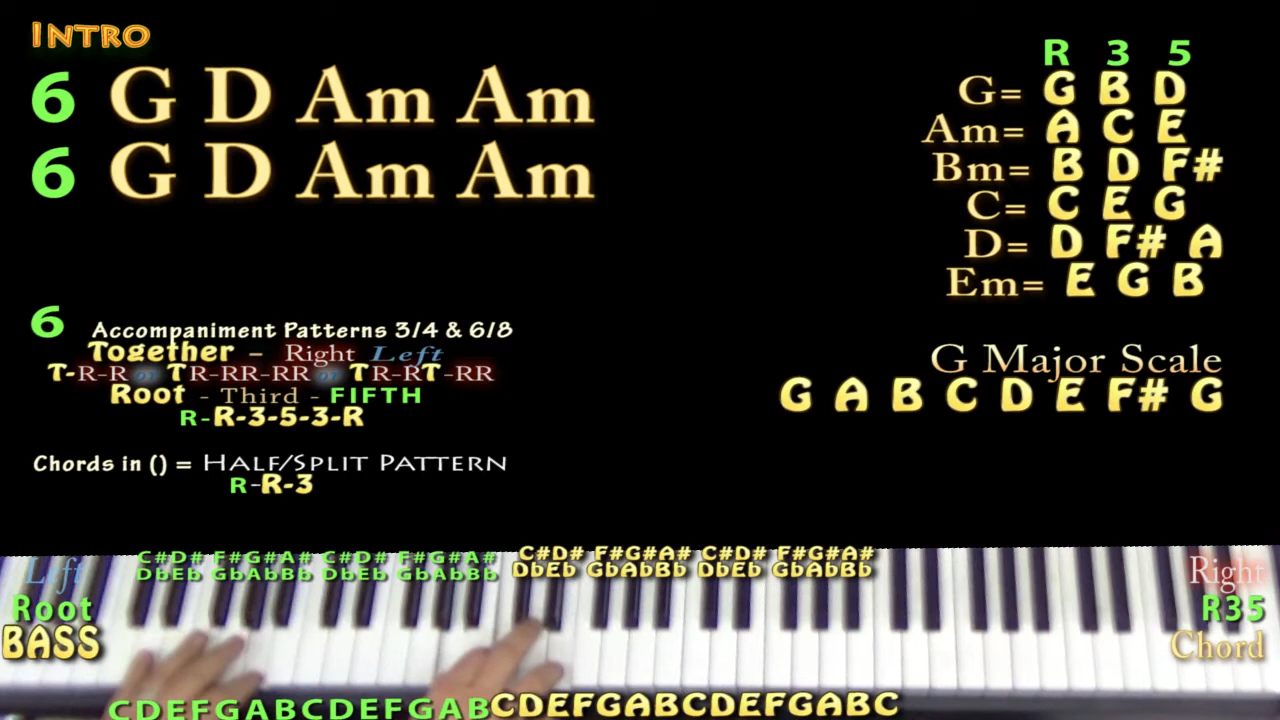 INTRO
6 G D Am Am
6 G D Am Am
R 3 5
G= G B D
Am= A C E
Bm= B D F#
C= C E G
D= D F# A
Em= E G B
6 Accompaniment Patterns 3/4 & 6/8
Together - Right Left
T-R-R or TR-RR-RR or TR-RT-RR
Root - Third - FIFTH
R-R-3-5-3-R
Chords in () = HALF/SPLIT PATTERN
R-R-3
G Major Scale
G A B C D E F# G
C#D# F#G#A# C#D# F#G#A# C#D# F#G#A# C#D# F#G#A#
DbEb GbAbBb DbEb GbAbBb DbEb GbAbBb DbEb GbAbBb
Left
Root
BASS
Right
R35
Chord
CDEFGABCDEFGABCDEFGABCDEFGABC